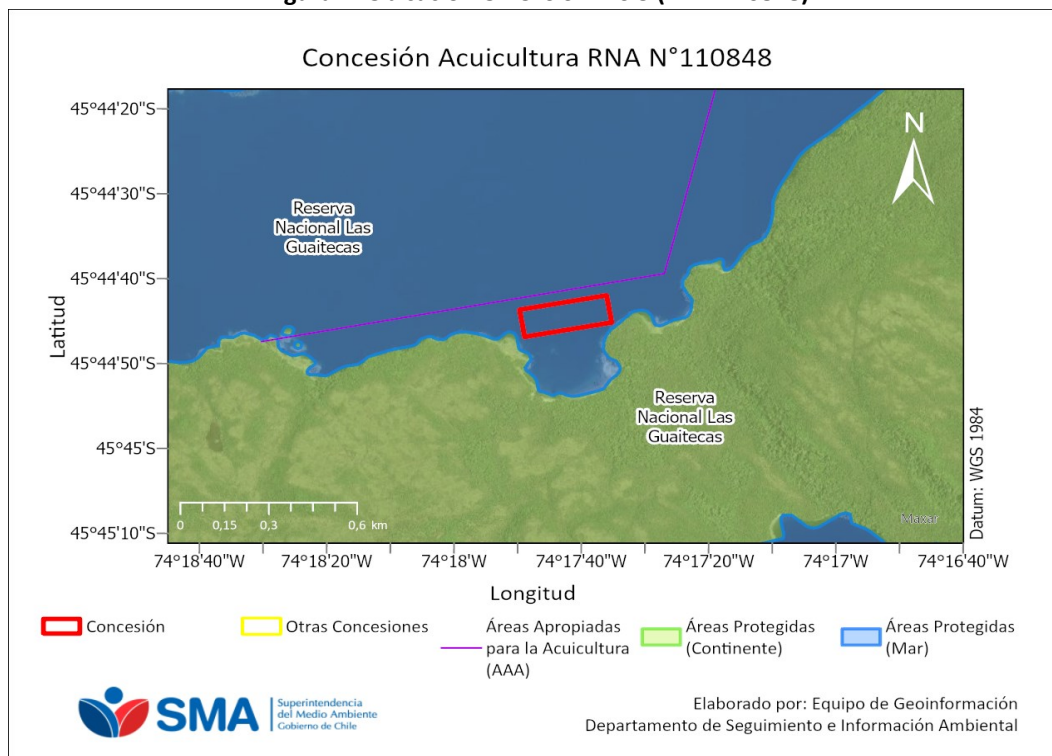 Concesión Acuicultura RNA N°110848
45°44'20"S
45°44'30"S
45°44'40"S
45°44'50"S
45°45'S
45°45'10"S
Latitud
Reserva
Nacional Las
Guaitecas
N
Reserva
Nacional Las
Guaitecas
Datum: WGS 1984
Maxar
0 0,15 0,3 0,6 km
74°18'40"W 74°18'20"W 74°18'W 74°17'40"W 74°17'20"W 74°17'W 74°16'40"W
Longitud
Concesión
Otras Concesiones
Áreas Apropiadas
para la Acuicultura
(AAA)
Áreas Protegidas
(Continente)
Áreas Protegidas
(Mar)
SMA
Superintendencia
del Medio Ambiente
Gobierno de Chile
Elaborado por: Equipo de Geoinformación
Departamento de Seguimiento e Información Ambiental